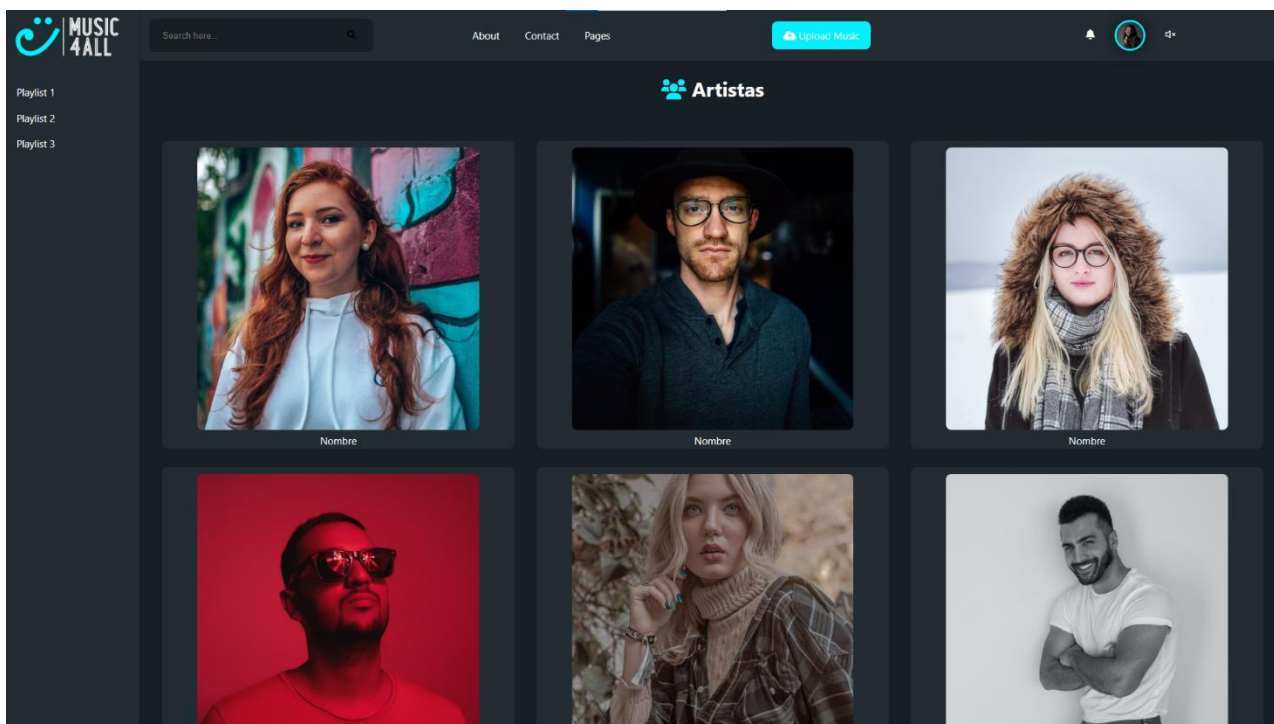 MUSIC
4ALL
Search here...
About Contact Pages
Upload Music
Playlist 1
Playlist 2
Playlist 3
Artistas
Nombre
Nombre
Nombre